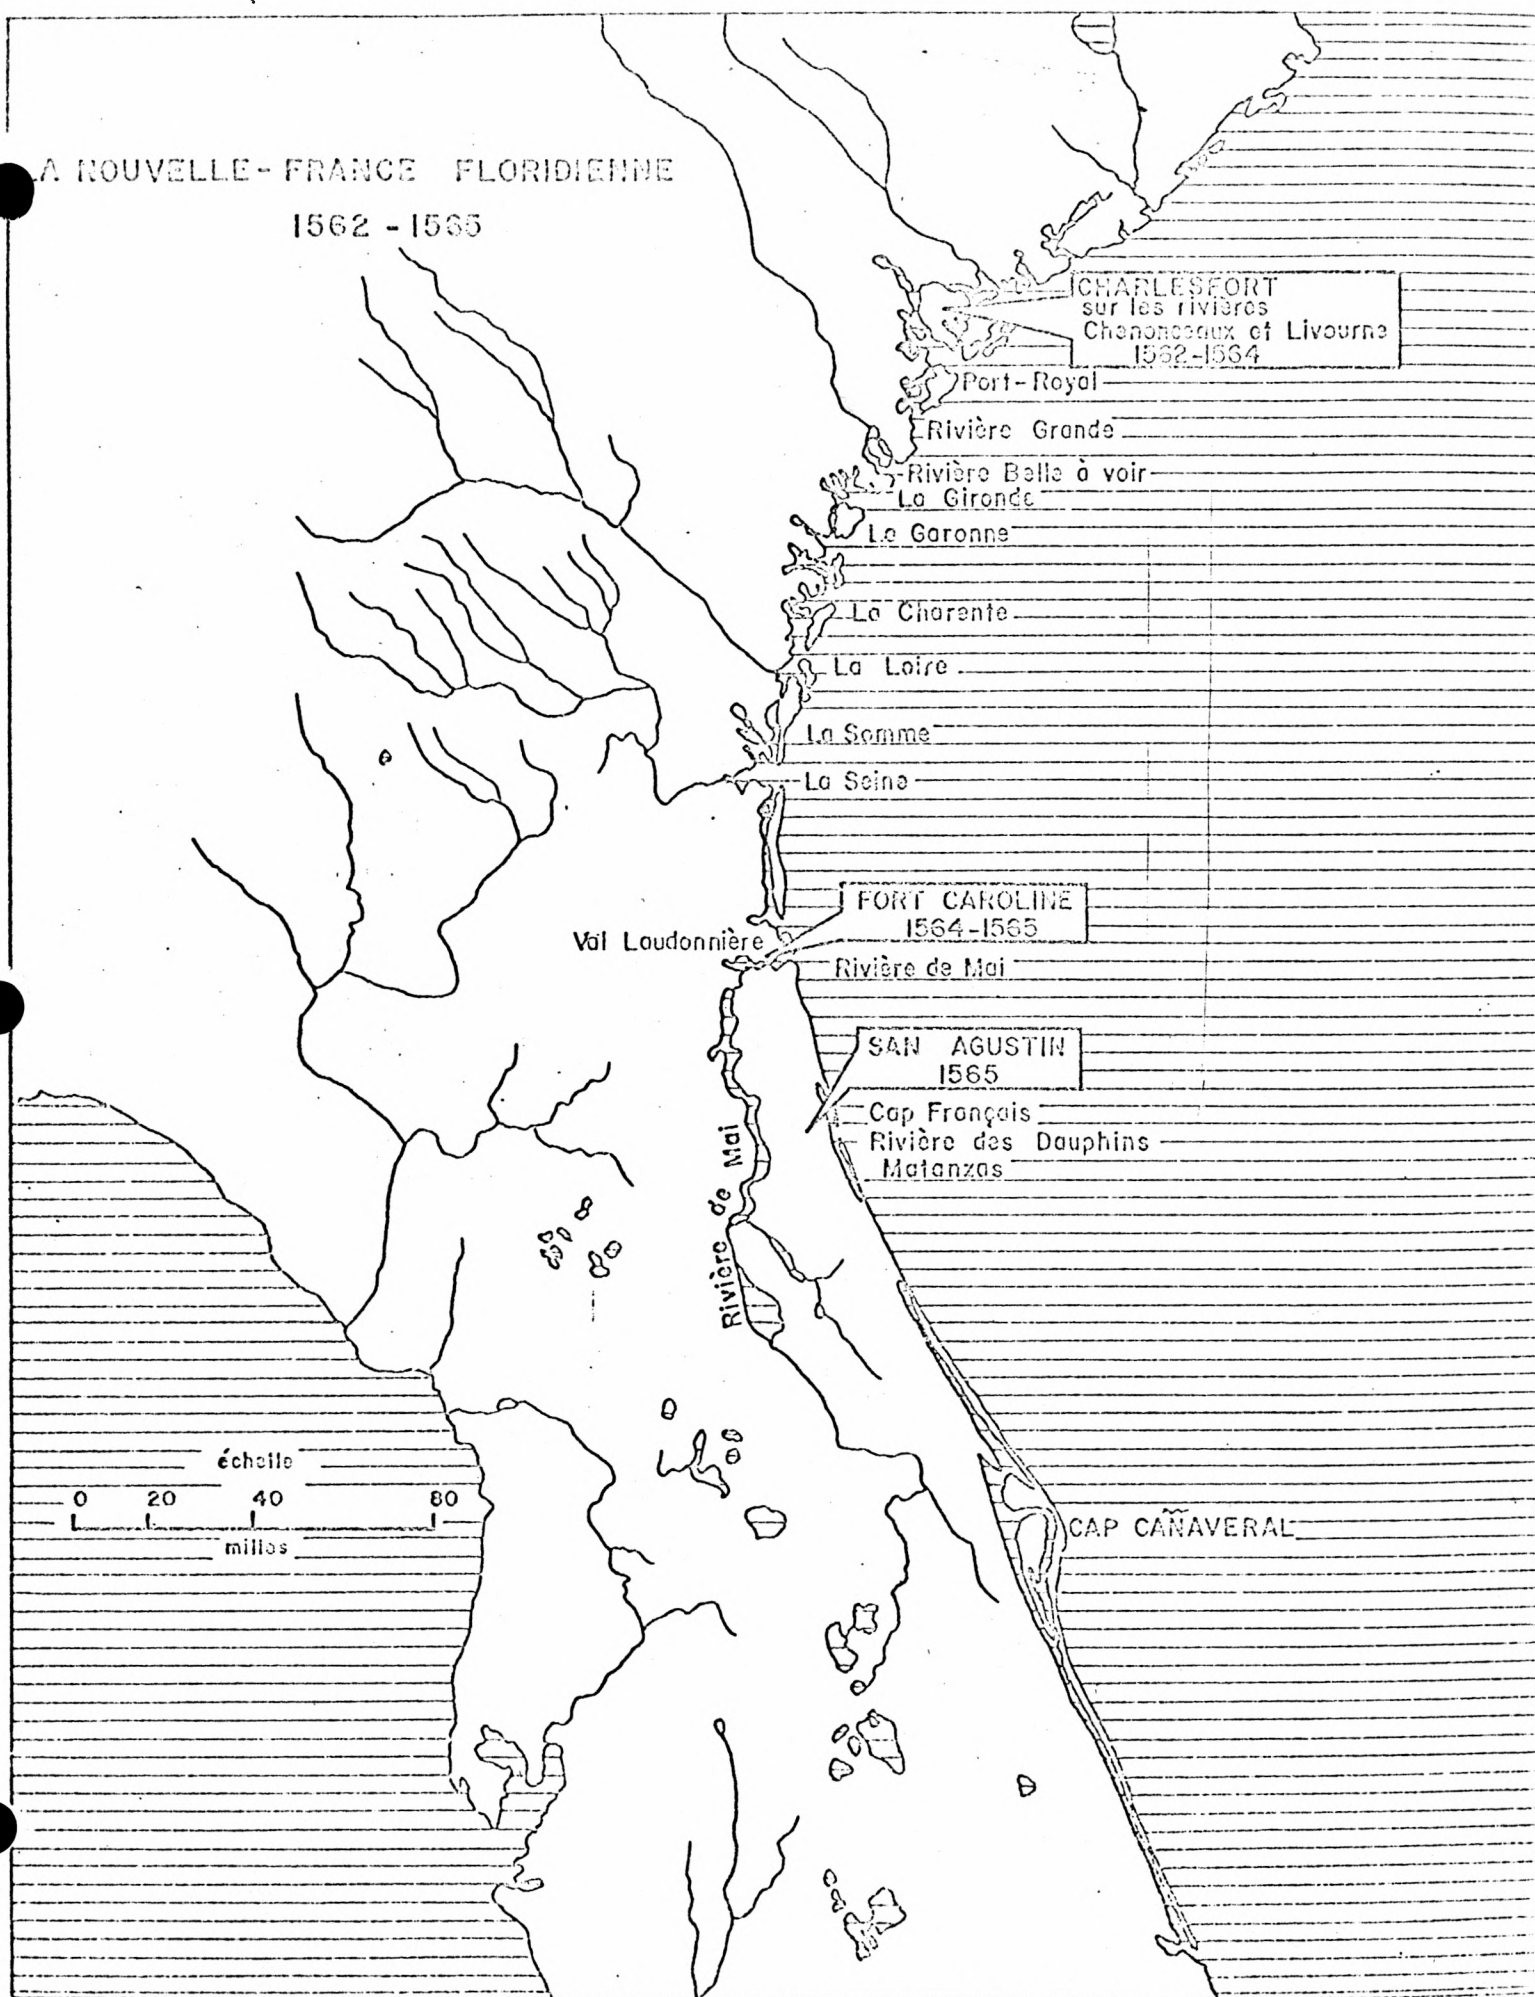 LA NOUVELLE-FRANCE FLORIDIENNE
1562-1565
CHARLESFORT
sur les rivières
Chenonceaux et Livourne
1562-1564
Port-Royal
Rivière Grande
Rivière Belle à voir
La Gironde
La Garonne
La Charente
La Loire
La Somme
La Seine
FORT CAROLINE
1564-1565
Val Laudonnière
Rivière de Mai
SAN AGUSTIN
1565
Cap Français
Rivière des Dauphins
Matanzas
Rivière de Mai
échelle
0 20 40 80
milles
CAP CAÑAVERAL